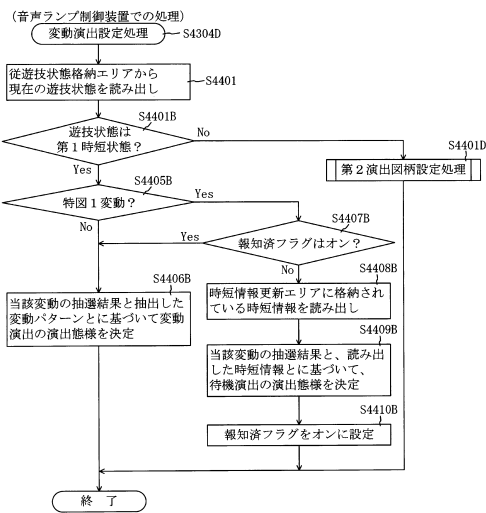 (音声ランプ制御装置での処理)
変動演出設定処理
S4304D
従遊技状態格納エリアから
現在の遊技状態を読み出し
S4401
S4401B
遊技状態は
第1時短状態?
No
Yes
S4401D
第2演出図柄設定処理
S4405B
特図1変動?
Yes
No
S4407B
報知済フラグはオン?
Yes
No
S4406B
当該変動の抽選結果と抽出した
変動パターンとに基づいて変動
演出の演出態様を決定
S4408B
時短情報更新エリアに格納され
ている時短情報を読み出し
S4409B
当該変動の抽選結果と、読み出
した時短情報とに基づいて、
待機演出の演出態様を決定
S4410B
報知済フラグをオンに設定
終 了